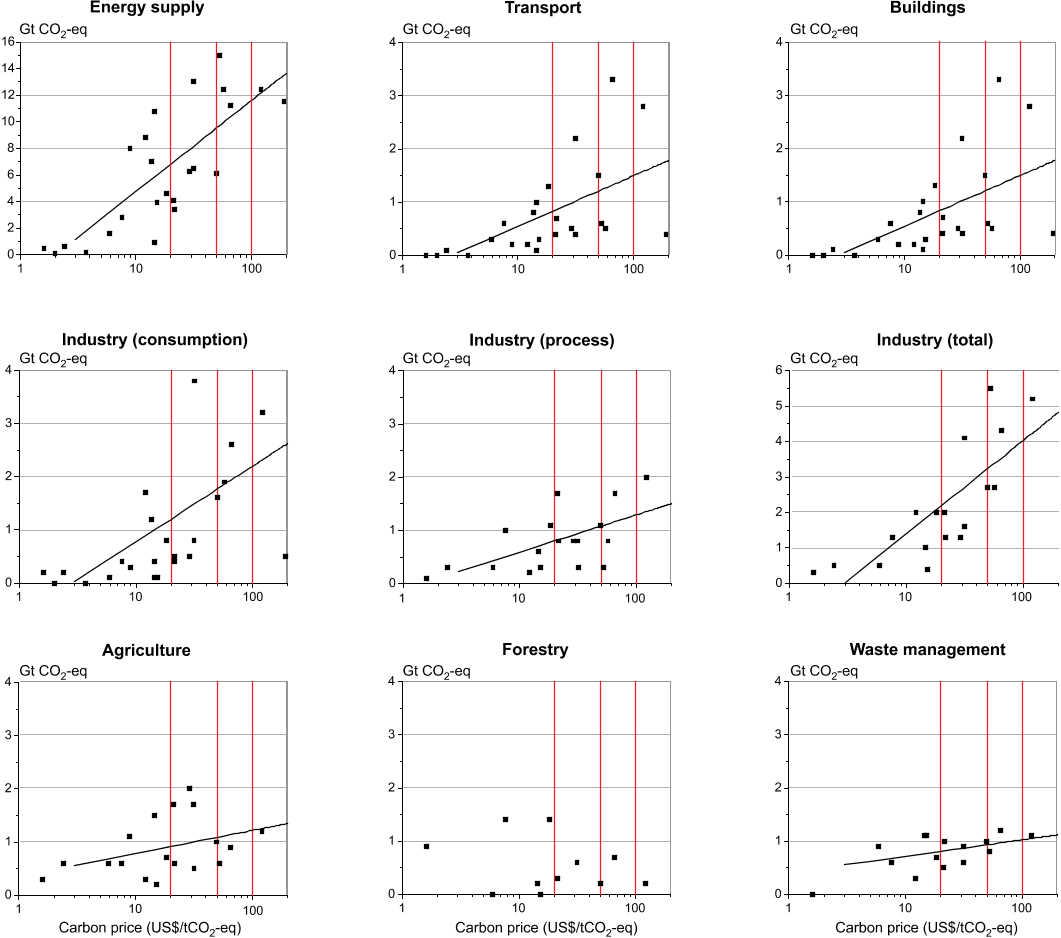 Energy supply Transport Buildings
Gt CO2-eq Gt CO2-eq Gt CO2-eq
16 4 4
14
12 3 3
10
8 2 2
6
4 1 1
2
0 0 0
1 10 100 1 10 100 1 10 100
Industry (consumption) Industry (process) Industry (total)
Gt CO2-eq Gt CO2-eq Gt CO2-eq
4 4 6
5
3 3
4
2 2 3
2
1 1
1
0 0 0
1 10 100 1 10 100 1 10 100
Agriculture Forestry Waste management
Gt CO2-eq Gt CO2-eq Gt CO2-eq
4 4 4
3 3 3
2 2 2
1 1 1
0 0 0
1 10 100 1 10 100 1 10 100
Carbon price (US$/tCO2-eq) Carbon price (US$/tCO2-eq) Carbon price (US$/tCO2-eq)